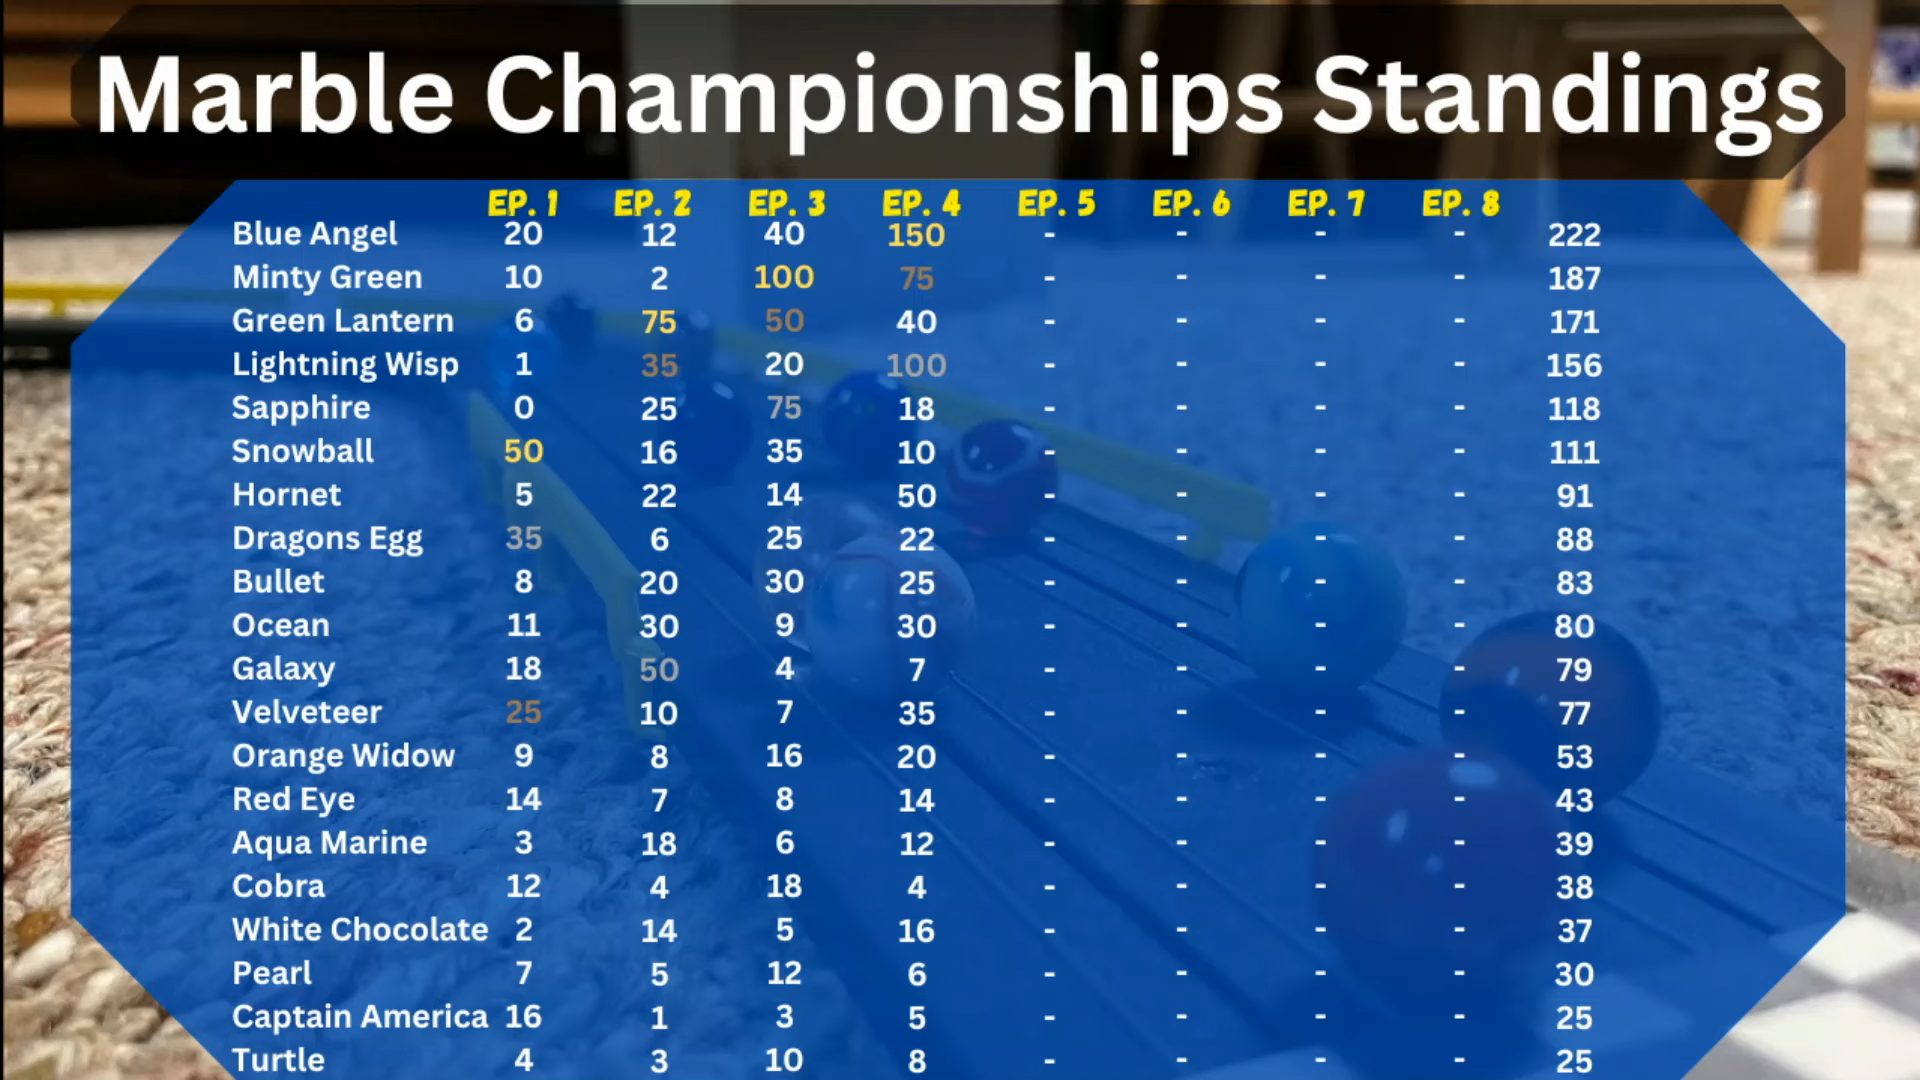 Marble Championships Standings
EP. 1 EP. 2 EP. 3 EP. 4 EP. 5 EP. 6 EP. 7 EP. 8
Blue Angel 20 12 40 150 - - - - 222
Minty Green 10 2 100 75 - - - - 187
Green Lantern 6 75 50 40 - - - - 171
Lightning Wisp 1 35 20 100 - - - - 156
Sapphire 0 25 75 18 - - - - 118
Snowball 50 16 35 10 - - - - 111
Hornet 5 22 14 50 - - - - 91
Dragons Egg 35 6 25 22 - - - - 88
Bullet 8 20 30 25 - - - - 83
Ocean 11 30 9 30 - - - - 80
Galaxy 18 50 4 7 - - - - 79
Velveteer 25 10 7 35 - - - - 77
Orange Widow 9 8 16 20 - - - - 53
Red Eye 14 7 8 14 - - - - 43
Aqua Marine 3 18 6 12 - - - - 39
Cobra 12 4 18 4 - - - - 38
White Chocolate 2 14 5 16 - - - - 37
Pearl 7 5 12 6 - - - - 30
Captain America 16 1 3 5 - - - - 25
Turtle 4 3 10 8 - - - - 25